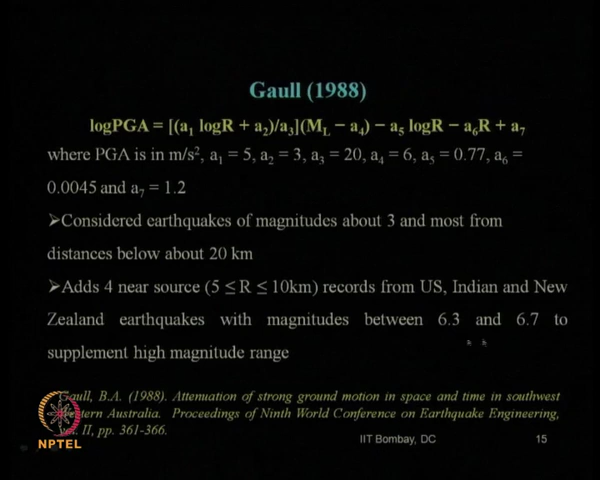 Gaull (1988)
logPGA = [(a₁ logR + a₂)/a₃](M_L − a₄) − a₅ logR − a₆R + a₇
where PGA is in m/s², a₁ = 5, a₂ = 3, a₃ = 20, a₄ = 6, a₅ = 0.77, a₆ =
0.0045 and a₇ = 1.2
➢Considered earthquakes of magnitudes about 3 and most from
distances below about 20 km
➢Adds 4 near source (5 ≤ R ≤ 10km) records from US, Indian and New
Zealand earthquakes with magnitudes between 6.3 and 6.7 to
supplement high magnitude range
Gaull, B.A. (1988). Attenuation of strong ground motion in space and time in southwest
Western Australia. Proceedings of Ninth World Conference on Earthquake Engineering,
II, pp. 361-366.
NPTEL
IIT Bombay, DC
15